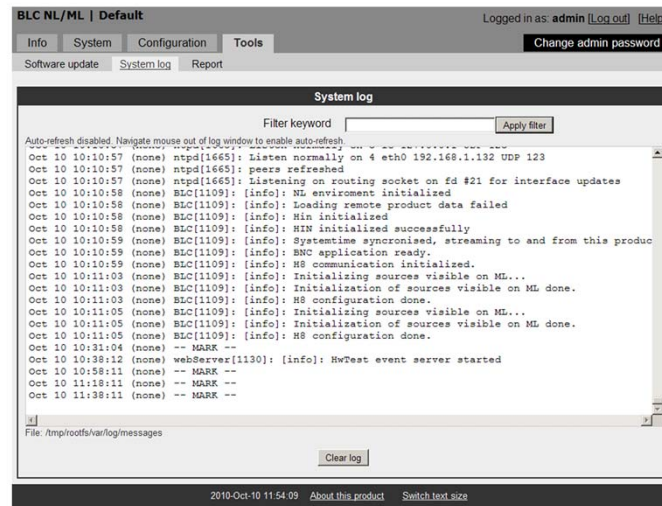 BLC NL/ML | Default
Logged in as: admin [Log out] [Help
Info System Configuration Tools
Change admin password
Software update System log Report
System log
Filter keyword Apply filter
Auto-refresh disabled. Navigate mouse out of log window to enable auto-refresh.
Oct 10 10:10:57 (none) ntpd[1665]: Listen normally on 4 eth0 192.168.1.132 UDP 123
Oct 10 10:10:57 (none) ntpd[1665]: peers refreshed
Oct 10 10:10:57 (none) ntpd[1665]: Listening on routing socket on fd #21 for interface updates
Oct 10 10:10:58 (none) BLC[1109]: [info]: NL enviroment initialized
Oct 10 10:10:58 (none) BLC[1109]: [info]: Loading remote product data failed
Oct 10 10:10:58 (none) BLC[1109]: [info]: Hin initialized
Oct 10 10:10:58 (none) BLC[1109]: [info]: HIN initialized successfully
Oct 10 10:10:59 (none) BLC[1109]: [info]: Systemtime syncronised, streaming to and from this produc
Oct 10 10:10:59 (none) BLC[1109]: [info]: BNC application ready.
Oct 10 10:10:59 (none) BLC[1109]: [info]: H8 communication initialized.
Oct 10 10:11:03 (none) BLC[1109]: [info]: Initializing sources visible on ML...
Oct 10 10:11:03 (none) BLC[1109]: [info]: Initialization of sources visible on ML done.
Oct 10 10:11:03 (none) BLC[1109]: [info]: H8 configuration done.
Oct 10 10:11:05 (none) BLC[1109]: [info]: Initializing sources visible on ML...
Oct 10 10:11:05 (none) BLC[1109]: [info]: Initialization of sources visible on ML done.
Oct 10 10:11:05 (none) BLC[1109]: [info]: H8 configuration done.
Oct 10 10:31:04 (none) -- MARK --
Oct 10 10:38:12 (none) webServer[1130]: [info]: HwTest event server started
Oct 10 10:58:11 (none) -- MARK --
Oct 10 11:18:11 (none) -- MARK --
Oct 10 11:38:11 (none) -- MARK --
File: /tmp/rootfs/var/log/messages
Clear log
2010-Oct-10 11:54:09 About this product Switch text size